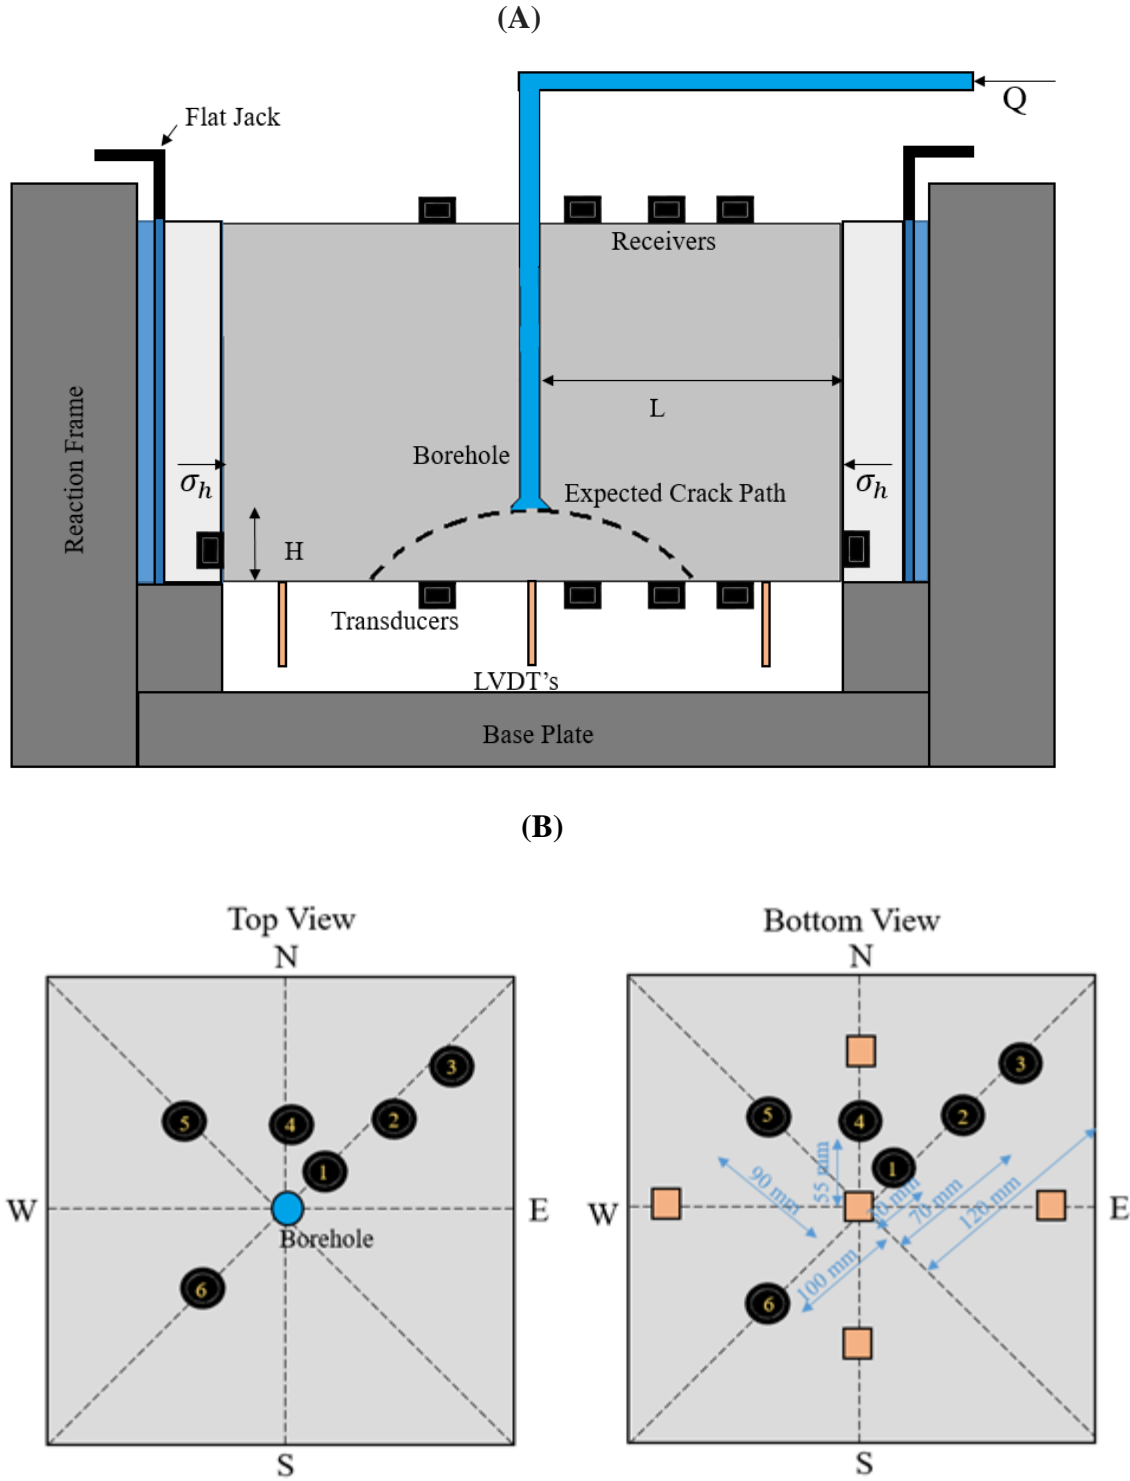 (A)
Q
Flat Jack
Receivers
L
Reaction Frame
Borehole
Expected Crack Path
σh
σh
H
Transducers
LVDT’s
Base Plate
(B)
Top View
N
3
5
4
2
1
W
E
Borehole
6
S
Bottom View
N
3
5
4
2
1
55 mm
90 mm
70 mm
120 mm
W
E
100 mm
6
S